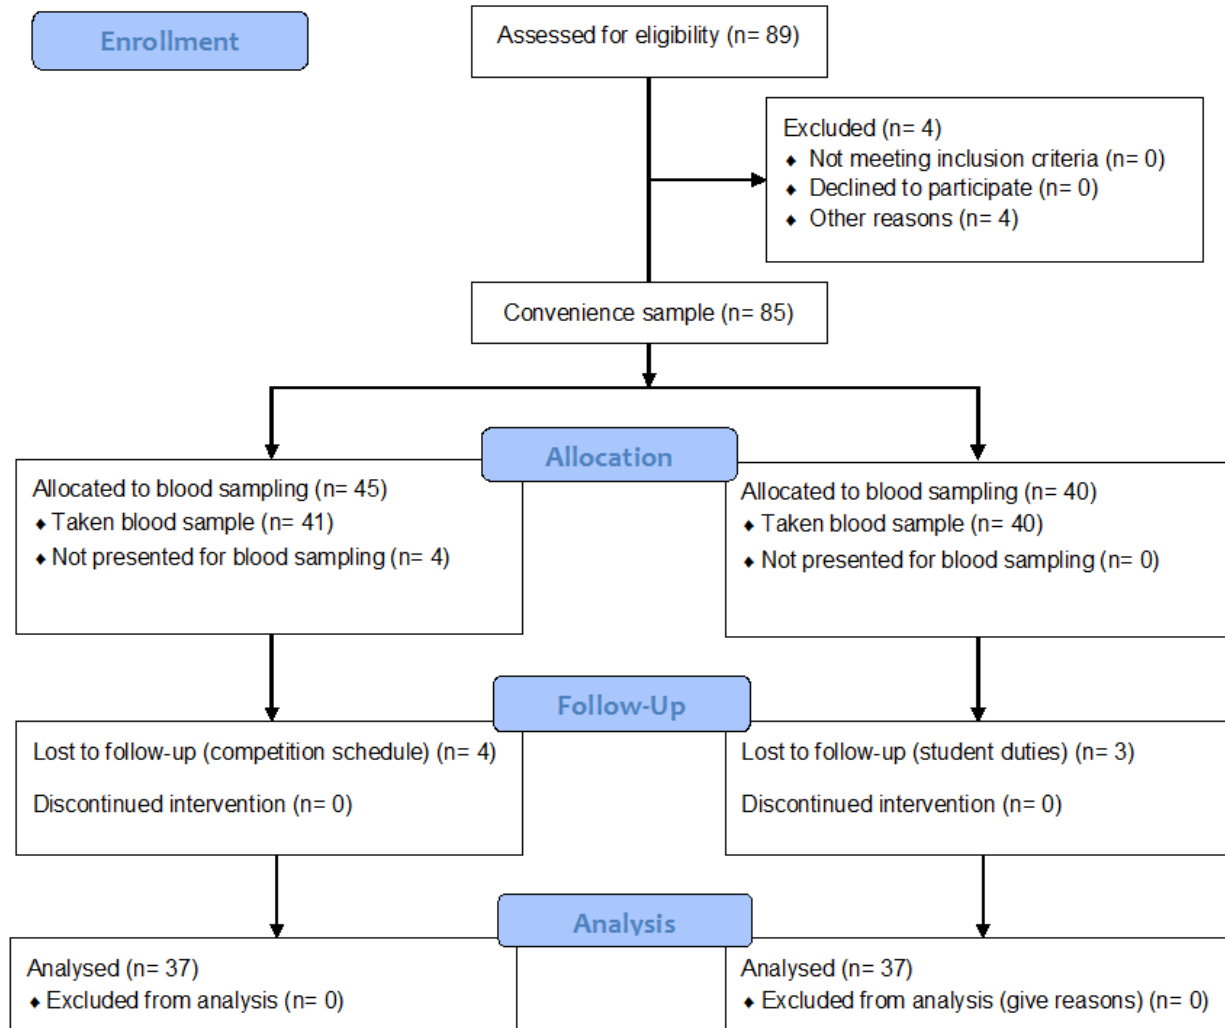 Enrollment
Assessed for eligibility (n= 89)
Excluded (n= 4)
♦ Not meeting inclusion criteria (n= 0)
♦ Declined to participate (n= 0)
♦ Other reasons (n= 4)
Convenience sample (n= 85)
Allocation
Allocated to blood sampling (n= 45)
♦ Taken blood sample (n= 41)
♦ Not presented for blood sampling (n= 4)
Allocated to blood sampling (n= 40)
♦ Taken blood sample (n= 40)
♦ Not presented for blood sampling (n= 0)
Follow-Up
Lost to follow-up (competition schedule) (n= 4)
Discontinued intervention (n= 0)
Lost to follow-up (student duties) (n= 3)
Discontinued intervention (n= 0)
Analysis
Analysed (n= 37)
♦ Excluded from analysis (n= 0)
Analysed (n= 37)
♦ Excluded from analysis (give reasons) (n= 0)